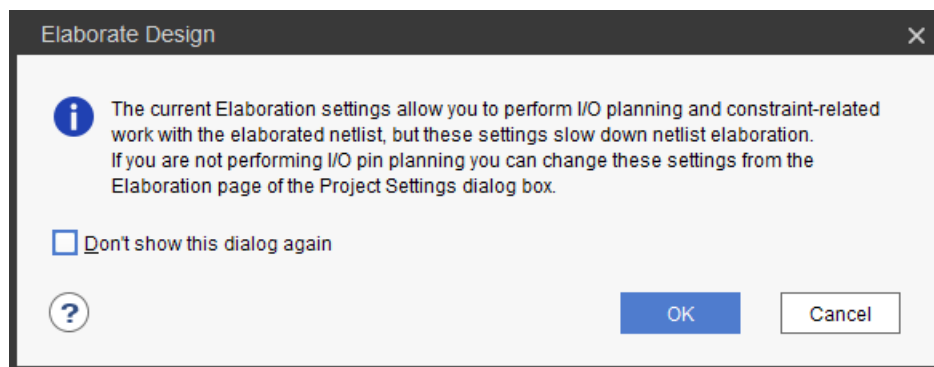 Elaborate Design
The current Elaboration settings allow you to perform I/O planning and constraint-related
work with the elaborated netlist, but these settings slow down netlist elaboration.
If you are not performing I/O pin planning you can change these settings from the
Elaboration page of the Project Settings dialog box.
Don't show this dialog again
?
OK
Cancel